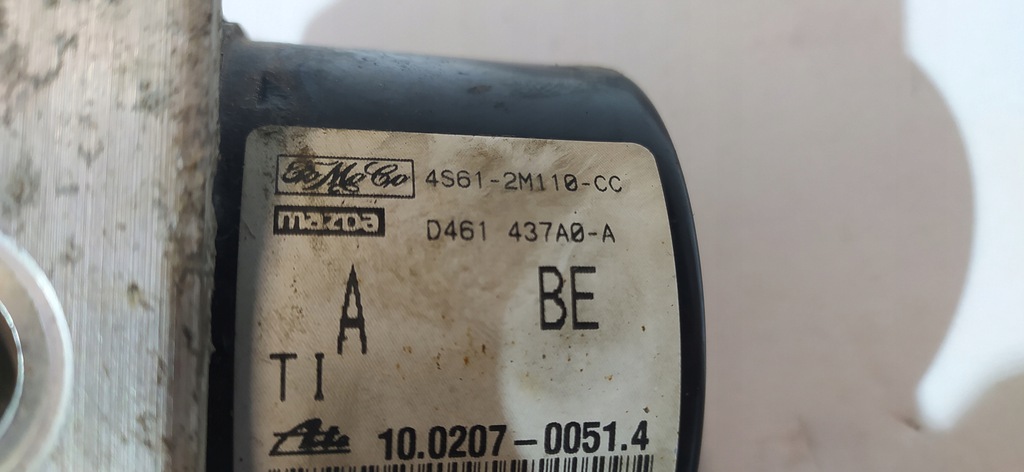 FoMoCo 4S61-2M110-CC
mazda D461 437A0-A
A BE
TI
Ate 10.0207-0051.4